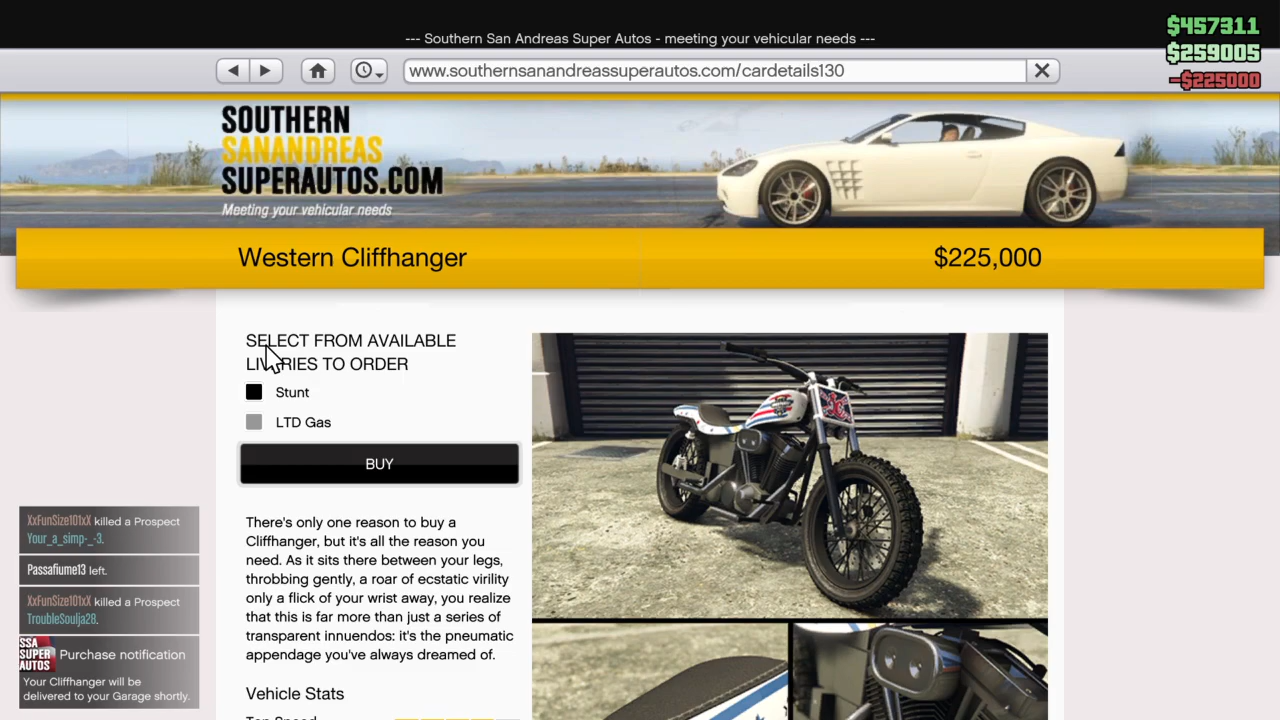 --- Southern San Andreas Super Autos - meeting your vehicular needs ---
$457311
$259005
-$225000
www.southernsanandreassuperautos.com/cardetails130
SOUTHERN
SANANDREAS
SUPERAUTOS.COM
Meeting your vehicular needs
Western Cliffhanger
$225,000
SELECT FROM AVAILABLE
LIVERIES TO ORDER
Stunt
LTD Gas
BUY
There's only one reason to buy a
Cliffhanger, but it's all the reason you
need. As it sits there between your legs,
throbbing gently, a roar of ecstatic virility
only a flick of your wrist away, you realize
that this is far more than just a series of
transparent innuendos: it's the pneumatic
appendage you've always dreamed of.
Vehicle Stats
Top Speed
XxFunSize101xX killed a Prospect
Your_a_simp-_-3.
Passafiume13 left.
XxFunSize101xX killed a Prospect
TroubleSoulja28.
SSA
SUPER
AUTOS
Purchase notification
Your Cliffhanger will be
delivered to your Garage shortly.